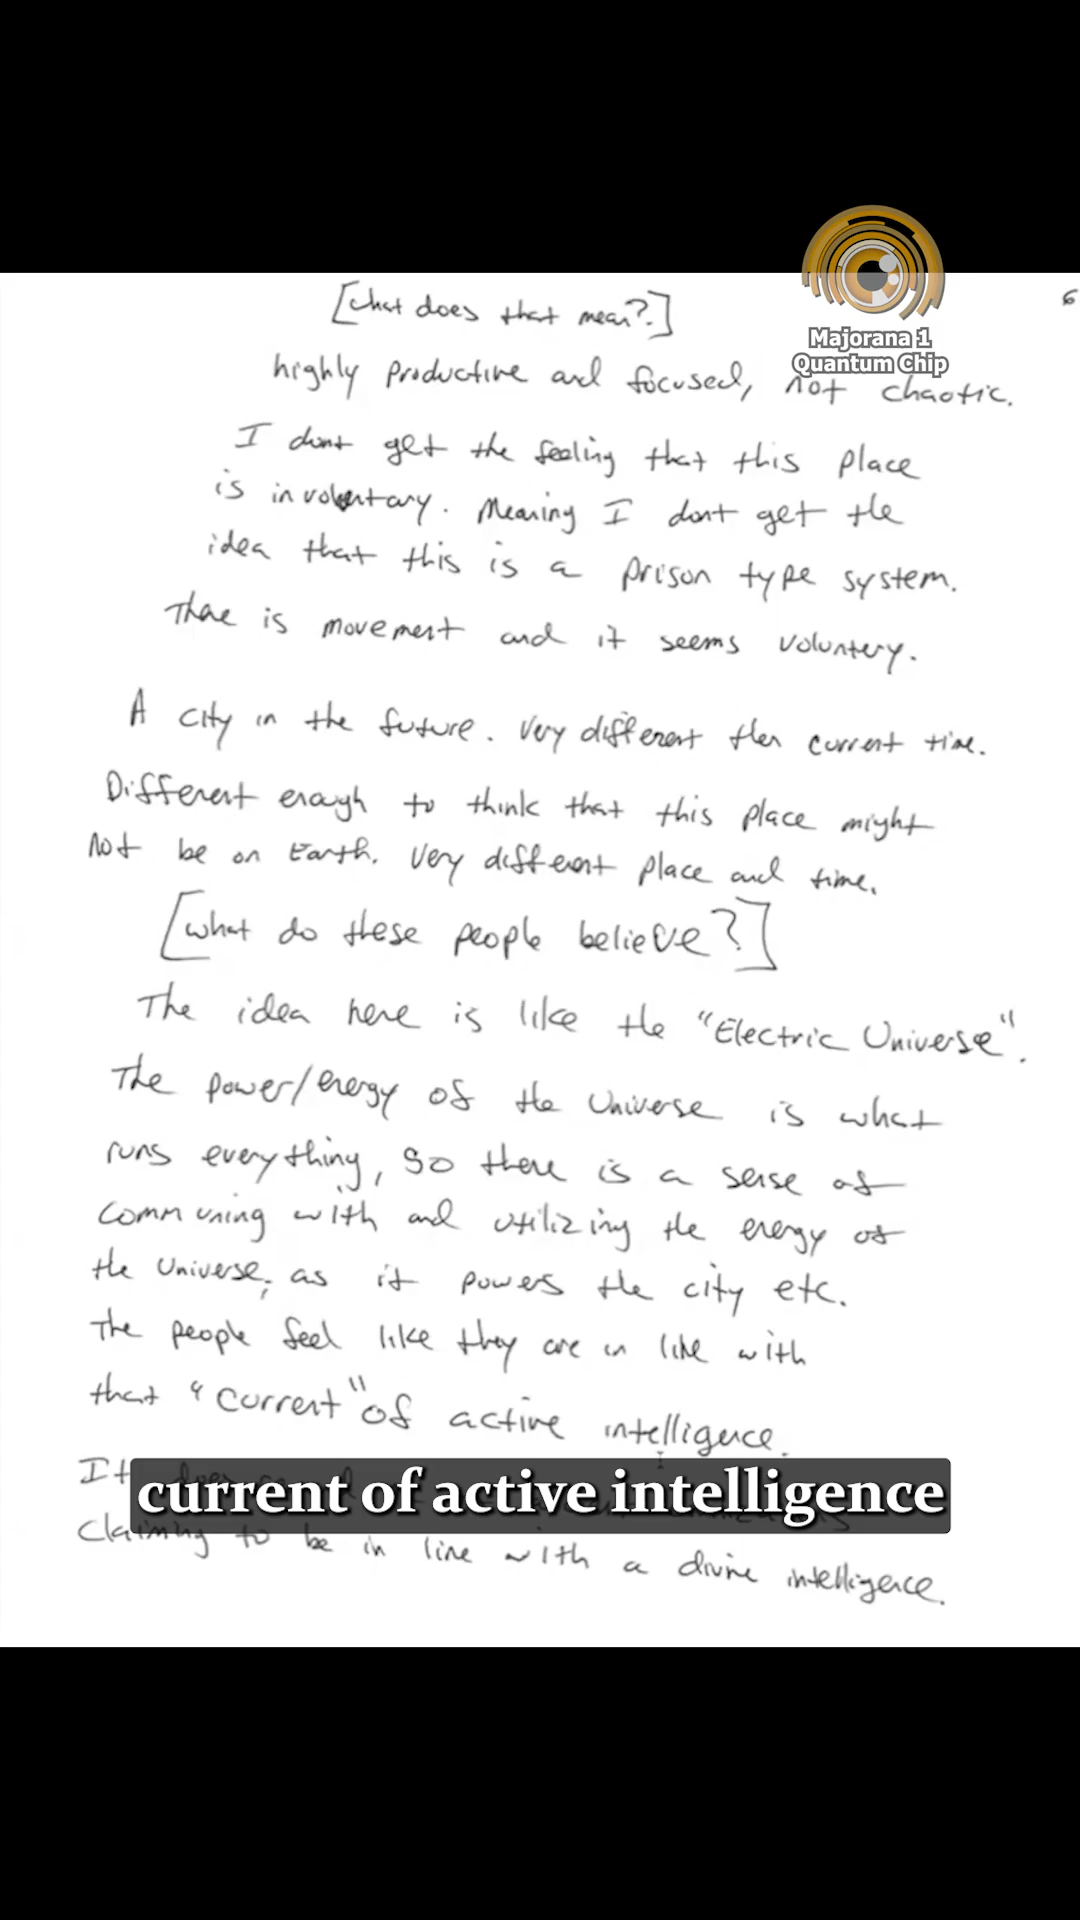 [what does that mean?]
6
Majorana 1
Quantum Chip
highly productive and focused, not chaotic.
I dont get the feeling that this place
is involuntary. Meaning I dont get the
idea that this is a prison type system.
There is movement and it seems voluntery.
A city in the future. Very different then current time.
Different enough to think that this place might
not be on Earth. Very different place and time.
[what do these people believe?]
The idea here is like the "Electric Universe".
The power/energy of the Universe is what
runs everything, so there is a sense of
communing with and utilizing the energy of
the Universe, as it powers the city etc.
The people feel like they are in line with
that "current" of active intelligence.
It
current of active intelligence
claiming to be in line with a divine intelligence.